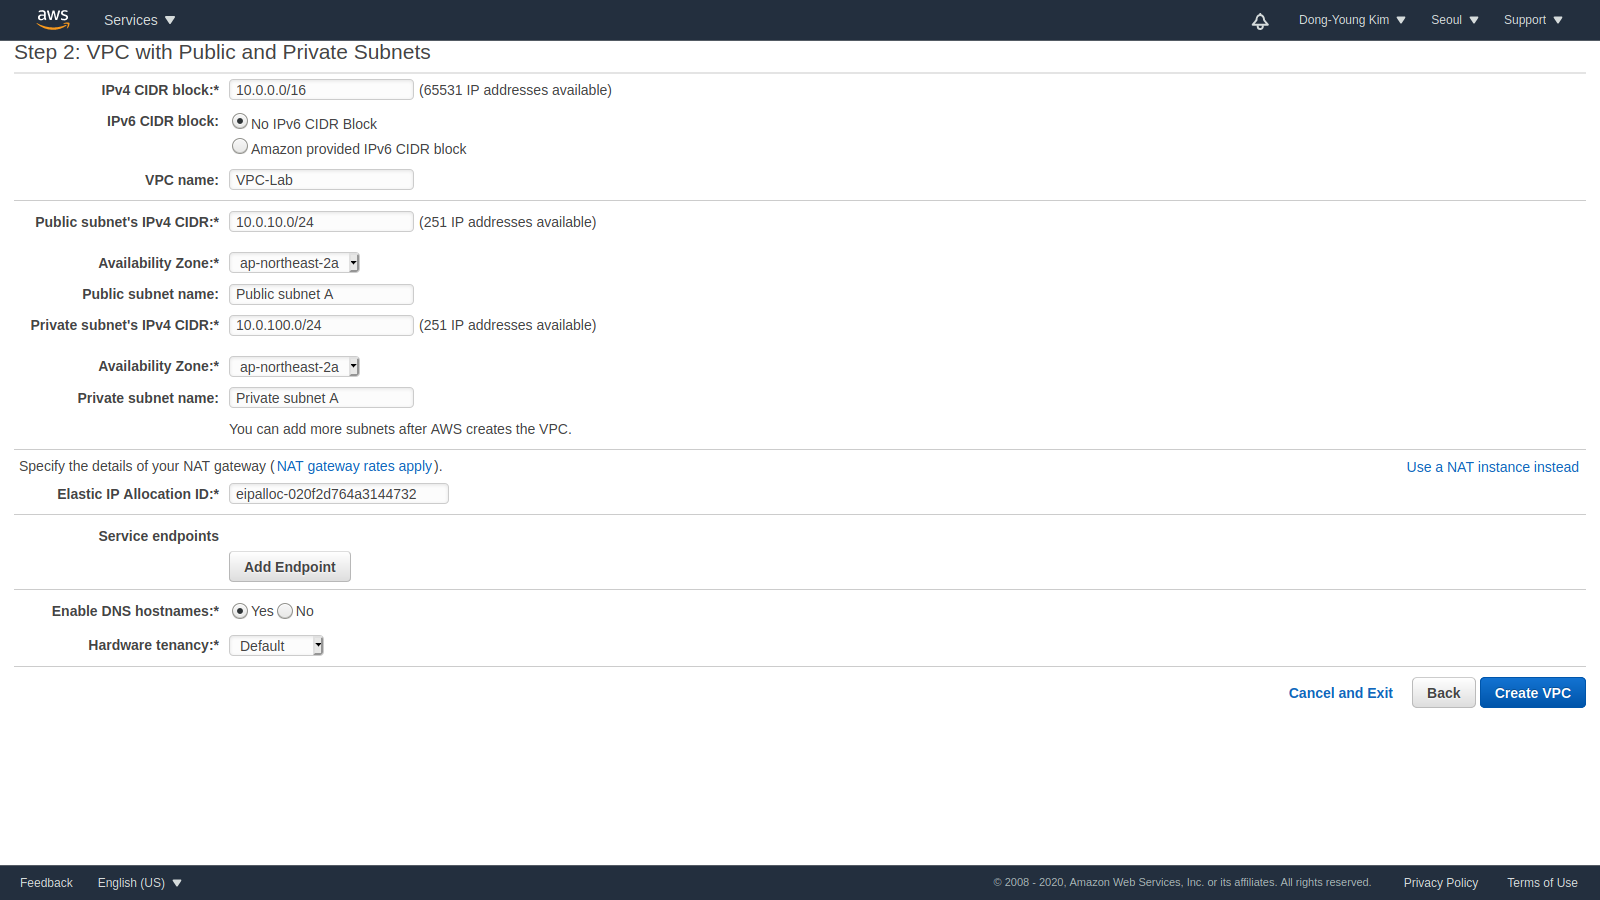 aws Services Dong-Young Kim Seoul Support
Step 2: VPC with Public and Private Subnets
IPv4 CIDR block:* 10.0.0.0/16 (65531 IP addresses available)
IPv6 CIDR block: No IPv6 CIDR Block
Amazon provided IPv6 CIDR block
VPC name: VPC-Lab
Public subnet's IPv4 CIDR:* 10.0.10.0/24 (251 IP addresses available)
Availability Zone:* ap-northeast-2a
Public subnet name: Public subnet A
Private subnet's IPv4 CIDR:* 10.0.100.0/24 (251 IP addresses available)
Availability Zone:* ap-northeast-2a
Private subnet name: Private subnet A
You can add more subnets after AWS creates the VPC.
Specify the details of your NAT gateway (NAT gateway rates apply). Use a NAT instance instead
Elastic IP Allocation ID:* eipalloc-020f2d764a3144732
Service endpoints
Add Endpoint
Enable DNS hostnames:* Yes No
Hardware tenancy:* Default
Cancel and Exit Back Create VPC
Feedback English (US) © 2008 - 2020, Amazon Web Services, Inc. or its affiliates. All rights reserved. Privacy Policy Terms of Use